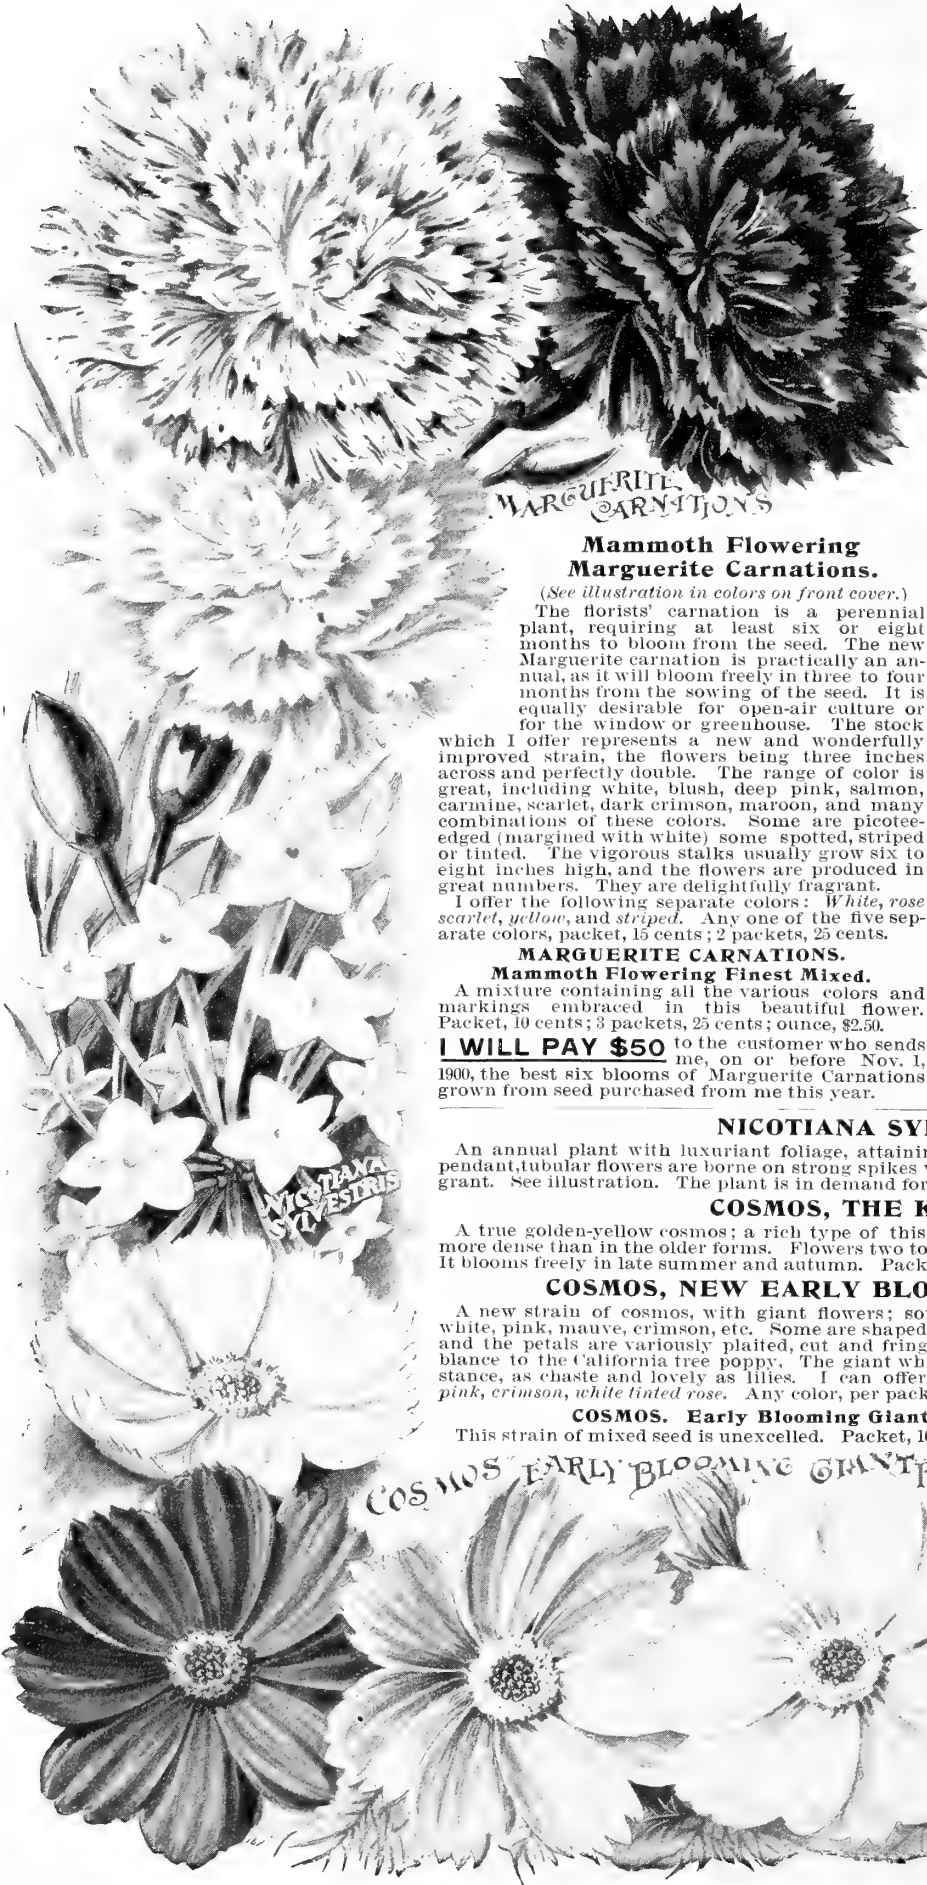 MARGUERITE
CARNATIONS
Mammoth Flowering
Marguerite Carnations.
(See illustration in colors on front cover.)
The florists' carnation is a perennial
plant, requiring at least six or eight
months to bloom from the seed. The new
Marguerite carnation is practically an an-
nual, as it will bloom freely in three to four
months from the sowing of the seed. It is
equally desirable for open-air culture or
for the window or greenhouse. The stock
which I offer represents a new and wonderfully
improved strain, the flowers being three inches
across and perfectly double. The range of color is
great, including white, blush, deep pink, salmon,
carmine, scarlet, dark crimson, maroon, and many
combinations of these colors. Some are picotee-
edged (margined with white) some spotted, striped
or tinted. The vigorous stalks usually grow six to
eight inches high, and the flowers are produced in
great numbers. They are delightfully fragrant.
I offer the following separate colors: White, rose
scarlet, yellow, and striped. Any one of the five sep-
arate colors, packet, 15 cents; 2 packets, 25 cents.
MARGUERITE CARNATIONS.
Mammoth Flowering Finest Mixed.
A mixture containing all the various colors and
markings embraced in this beautiful flower.
Packet, 10 cents; 3 packets, 25 cents; ounce, $2.50.
I WILL PAY $50 to the customer who sends
me, on or before Nov. 1,
1900, the best six blooms of Marguerite Carnations
grown from seed purchased from me this year.
NICOTIANA SY
An annual plant with luxuriant foliage, attaini
pendant, tubular flowers are borne on strong spikes
grant. See illustration. The plant is in demand for
NICOTIANA
SYLVESTRIS
COSMOS, THE K
A true golden-yellow cosmos; a rich type of this
more dense than in the older forms. Flowers two to
It blooms freely in late summer and autumn. Pack
COSMOS, NEW EARLY BLO
A new strain of cosmos, with giant flowers; so
white, pink, mauve, crimson, etc. Some are shaped
and the petals are variously plaited, cut and fring
blance to the California tree poppy. The giant wh
stance, as chaste and lovely as lilies. I can offer
pink, crimson, white tinted rose. Any color, per pack
COSMOS. Early Blooming Giant
This strain of mixed seed is unexcelled. Packet, 1
COSMOS EARLY BLOOMING GIANT